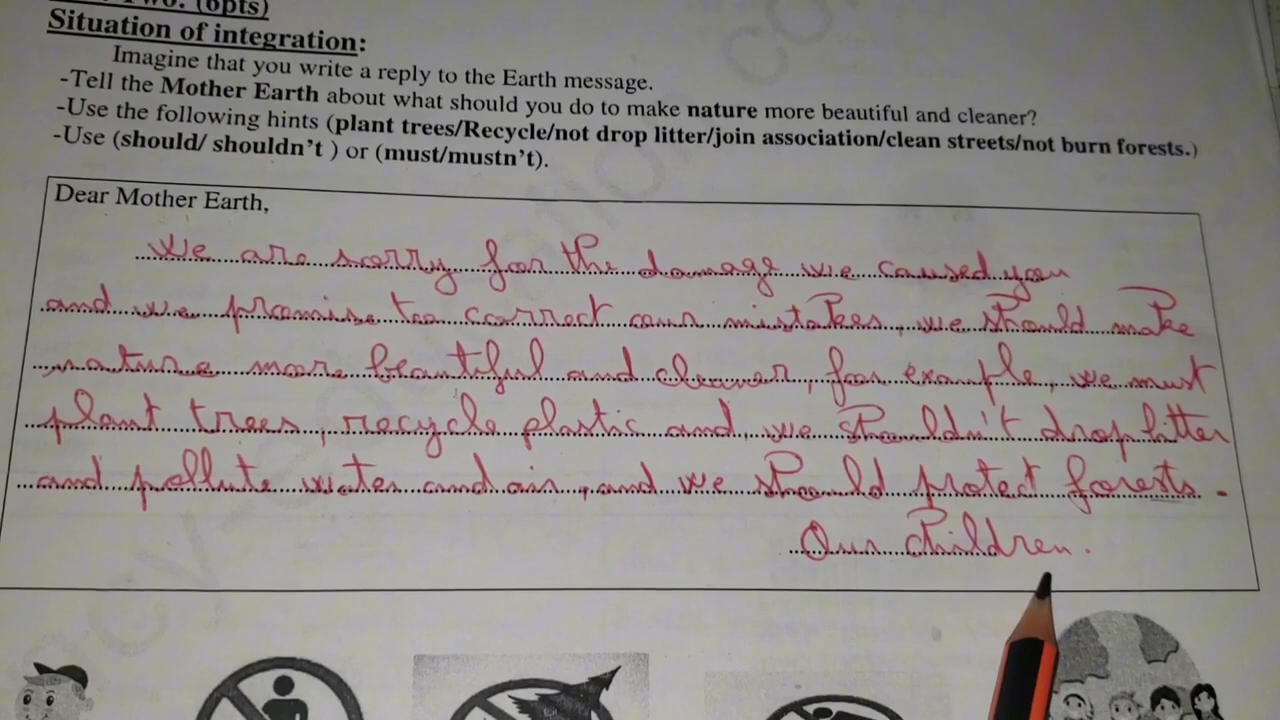 Two: (6pts)
Situation of integration:
Imagine that you write a reply to the Earth message.
-Tell the Mother Earth about what should you do to make nature more beautiful and cleaner?
-Use the following hints (plant trees/Recycle/not drop litter/join association/clean streets/not burn forests.)
-Use (should/ shouldn't ) or (must/mustn't).
Dear Mother Earth,
We are sorry for the damage we caused you
and we promise to correct our mistakes, we should make
nature more beautiful and cleaner, for example, we must
plant trees, recycle plastic and we shouldn't drop litter
and pollute water and air, and we should protect forests.
Our children.